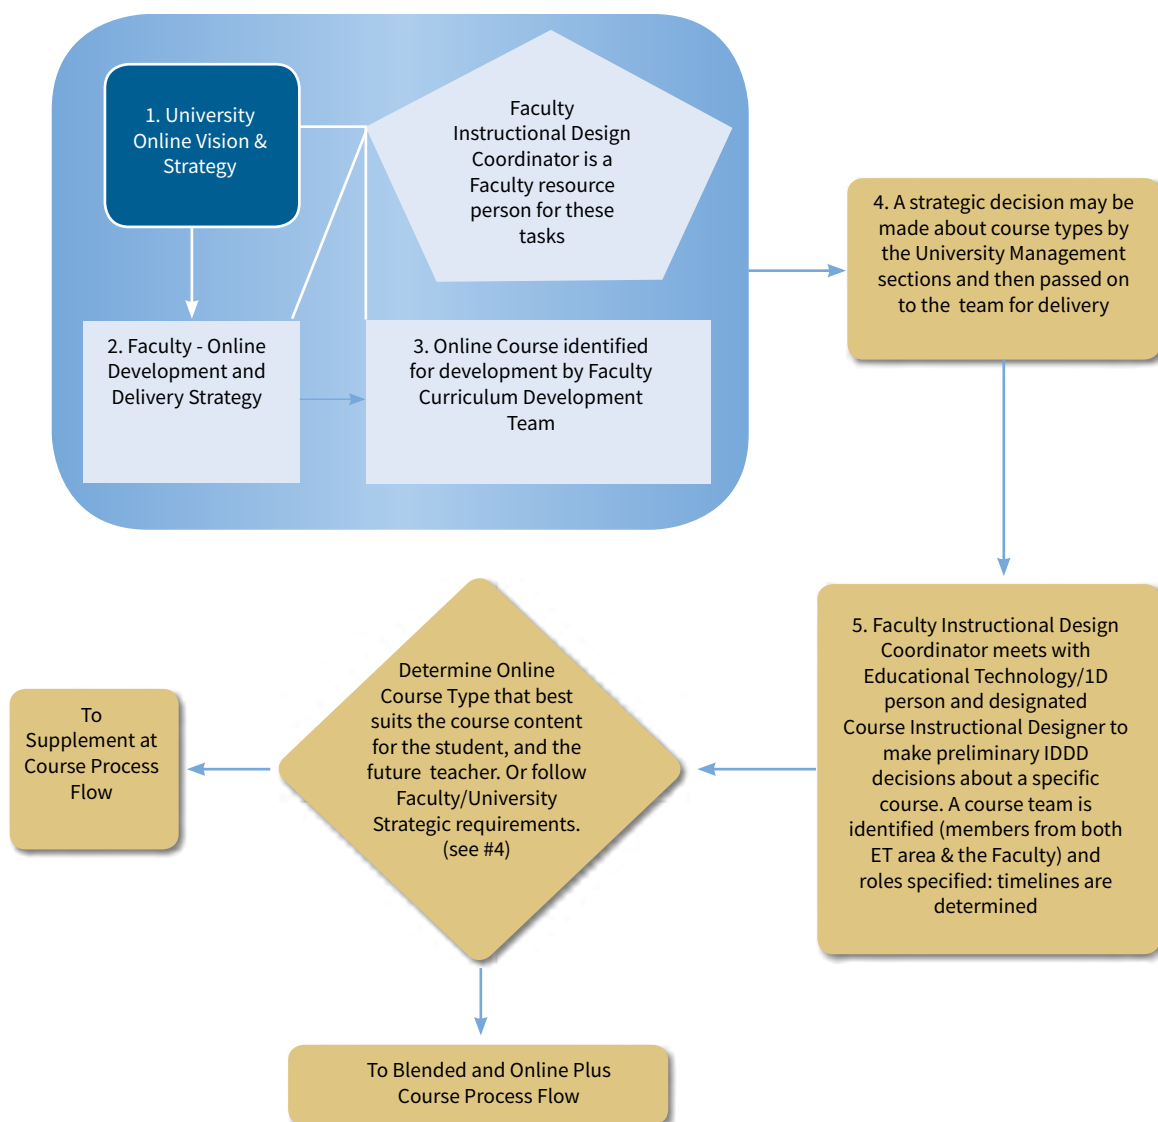 1. University
Online Vision &
Strategy
Faculty
Instructional Design
Coordinator is a
Faculty resource
person for these
tasks
2. Faculty - Online
Development and
Delivery Strategy
3. Online Course identified
for development by Faculty
Curriculum Development
Team
4. A strategic decision may be
made about course types by
the University Management
sections and then passed on
to the team for delivery
5. Faculty Instructional Design
Coordinator meets with
Educational Technology/1D
person and designated
Course Instructional Designer to
make preliminary IDDD
decisions about a specific
course. A course team is
identified (members from both
ET area & the Faculty) and
roles specified: timelines are
determined
Determine Online
Course Type that best
suits the course content
for the student, and the
future teacher. Or follow
Faculty/University
Strategic requirements.
(see #4)
To
Supplement at
Course Process
Flow
To Blended and Online Plus
Course Process Flow